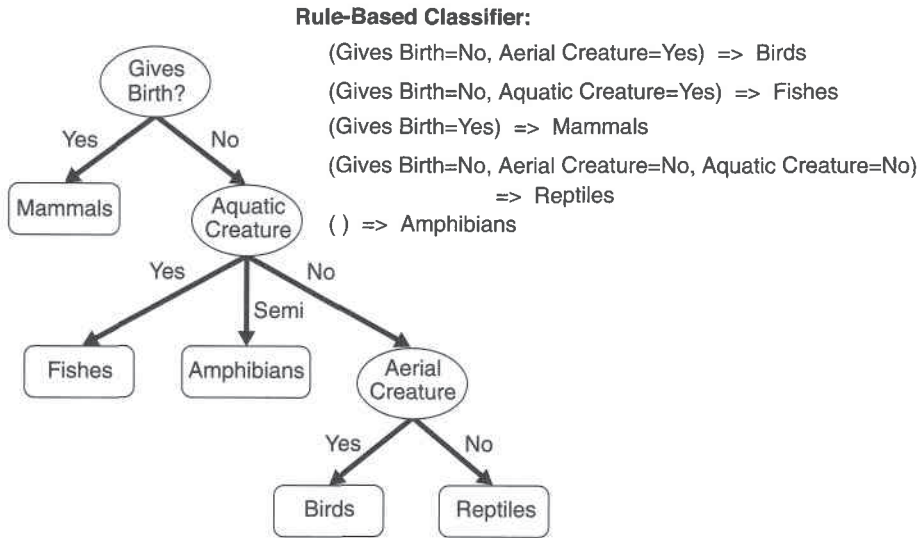 Rule-Based Classifier:
(Gives Birth=No, Aerial Creature=Yes) => Birds
(Gives Birth=No, Aquatic Creature=Yes) => Fishes
(Gives Birth=Yes) => Mammals
(Gives Birth=No, Aerial Creature=No, Aquatic Creature=No)
=> Reptiles
( ) => Amphibians
Gives
Birth?
Yes
No
Mammals
Aquatic
Creature
Yes
Semi
No
Fishes
Amphibians
Aerial
Creature
Yes
No
Birds
Reptiles